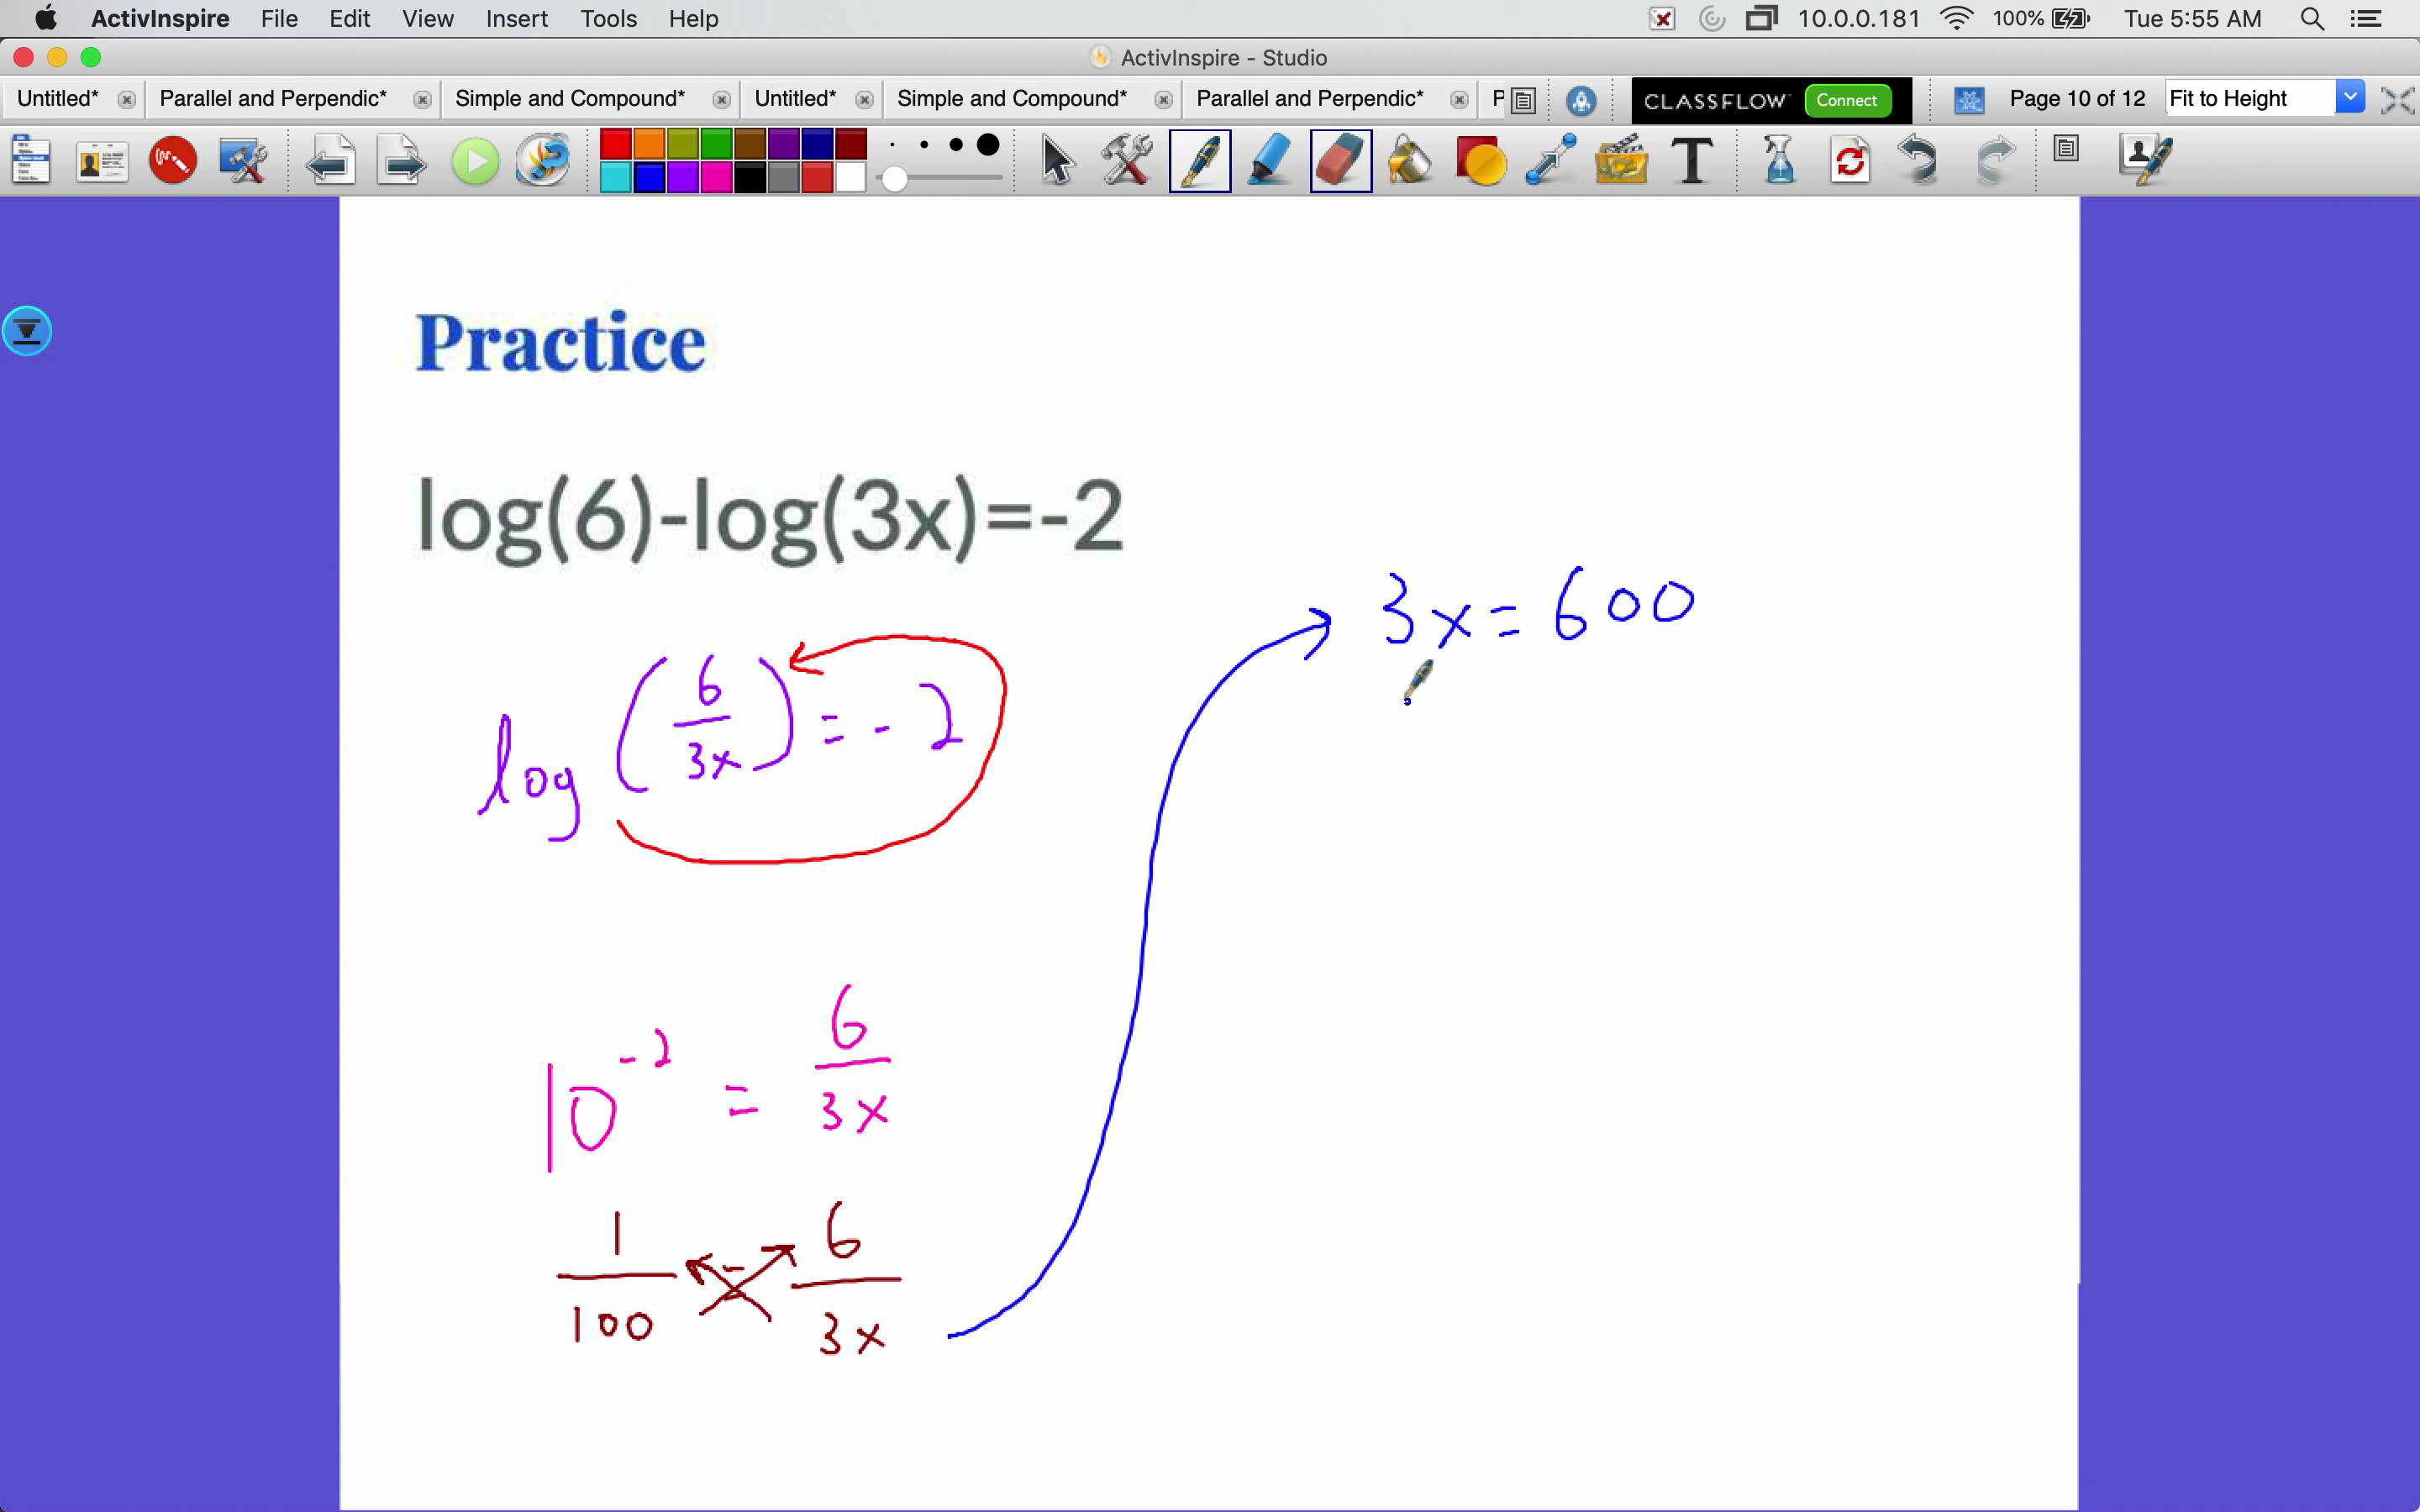 ActivInspire File Edit View Insert Tools Help 10.0.0.181 100% Tue 5:55 AM
ActivInspire - Studio
Untitled* Parallel and Perpendic* Simple and Compound* Untitled* Simple and Compound* Parallel and Perpendic* P CLASSFLOW Connect Page 10 of 12 Fit to Height
T
Practice
log(6)-log(3x)=-2
log (6/3x) = -2
10^-2 = 6/3x
1/100 = 6/3x
3x = 600